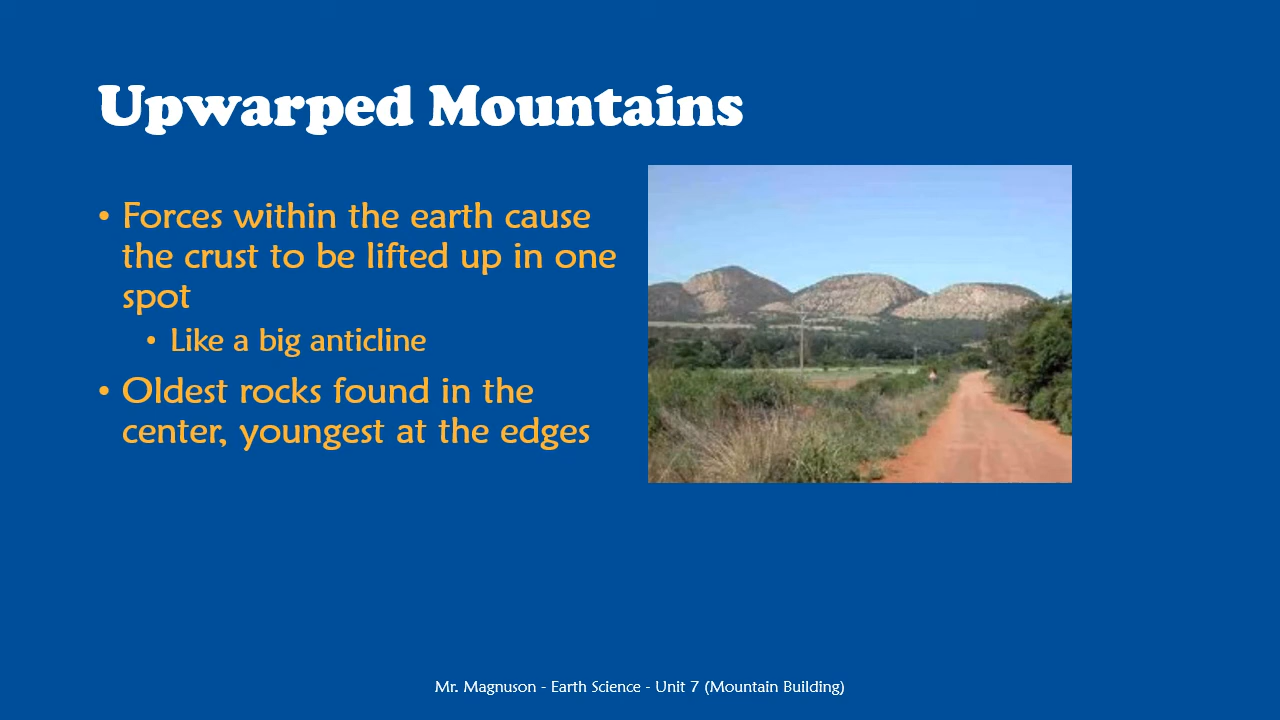 Upwarped Mountains
• Forces within the earth cause
the crust to be lifted up in one
spot
• Like a big anticline
• Oldest rocks found in the
center, youngest at the edges
Mr. Magnuson - Earth Science - Unit 7 (Mountain Building)